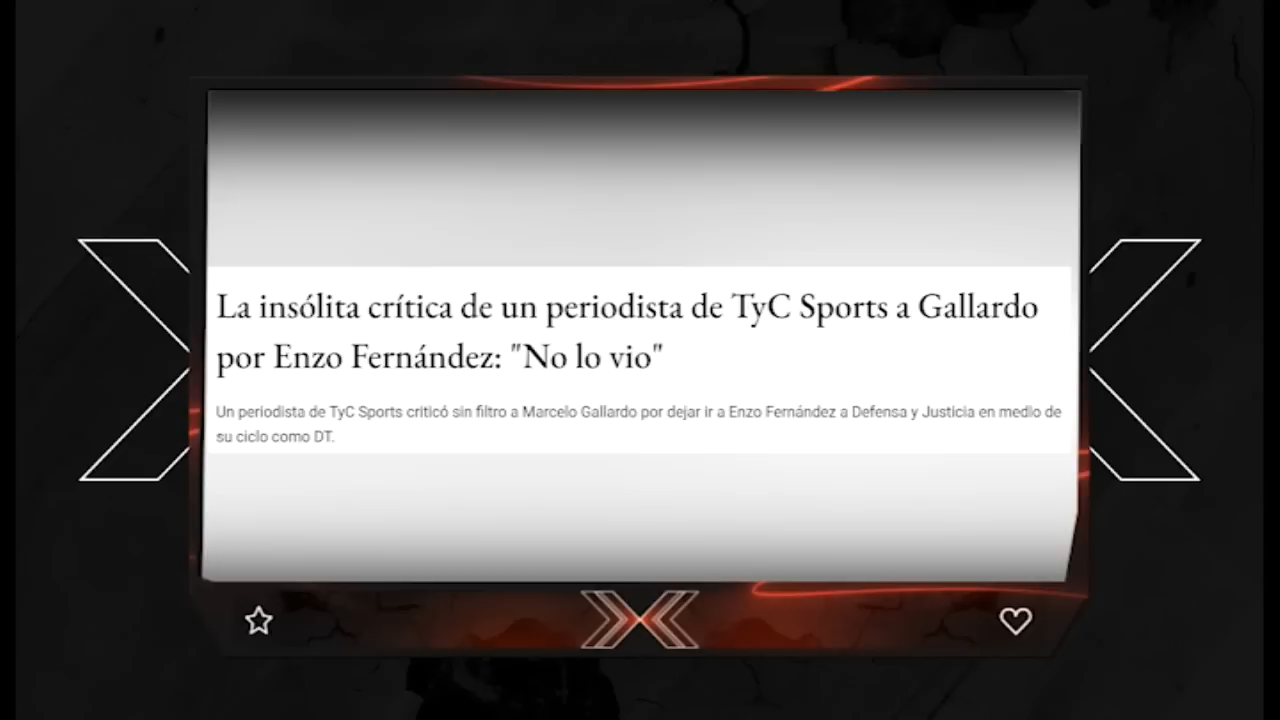 La insólita crítica de un periodista de TyC Sports a Gallardo
por Enzo Fernández: "No lo vio"
Un periodista de TyC Sports criticó sin filtro a Marcelo Gallardo por dejar ir a Enzo Fernández a Defensa y Justicia en medio de
su ciclo como DT.